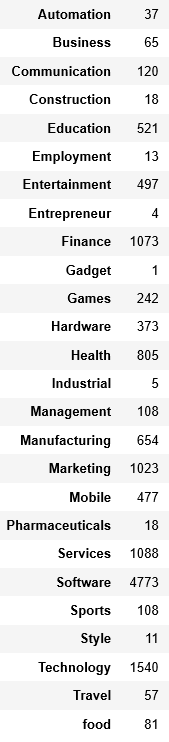 Automation 37
Business 65
Communication 120
Construction 18
Education 521
Employment 13
Entertainment 497
Entrepreneur 4
Finance 1073
Gadget 1
Games 242
Hardware 373
Health 805
Industrial 5
Management 108
Manufacturing 654
Marketing 1023
Mobile 477
Pharmaceuticals 18
Services 1088
Software 4773
Sports 108
Style 11
Technology 1540
Travel 57
food 81